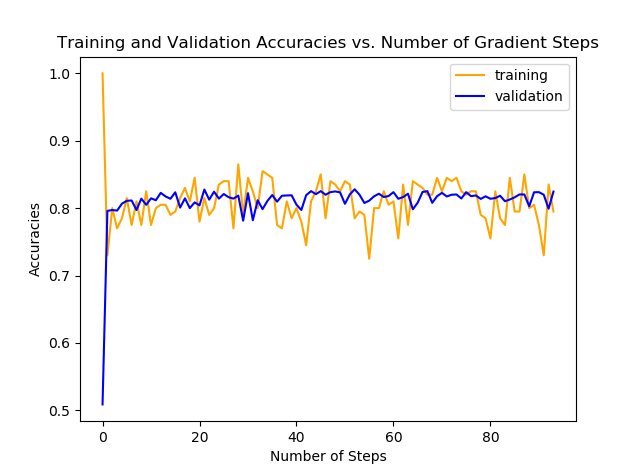 Training and Validation Accuracies vs. Number of Gradient Steps
training
validation
1.0
0.9
0.8
0.7
0.6
0.5
Accuracies
0 20 40 60 80
Number of Steps